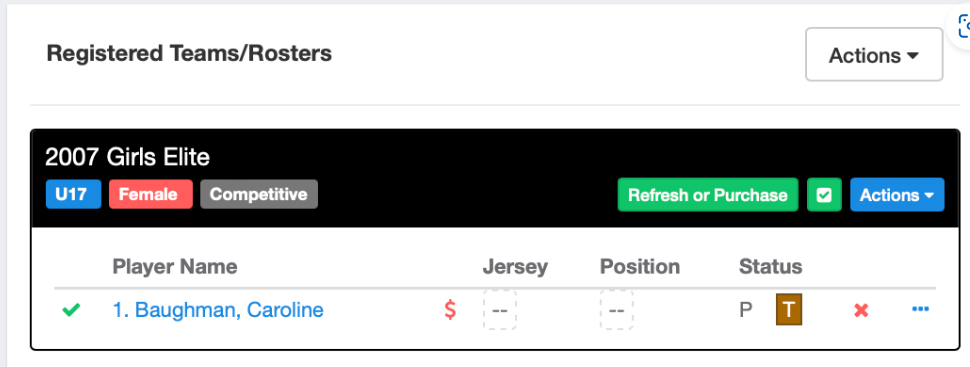 Registered Teams/Rosters
Actions
2007 Girls Elite
U17 Female Competitive Refresh or Purchase Actions
Player Name Jersey Position Status
1. Baughman, Caroline $ -- -- P T